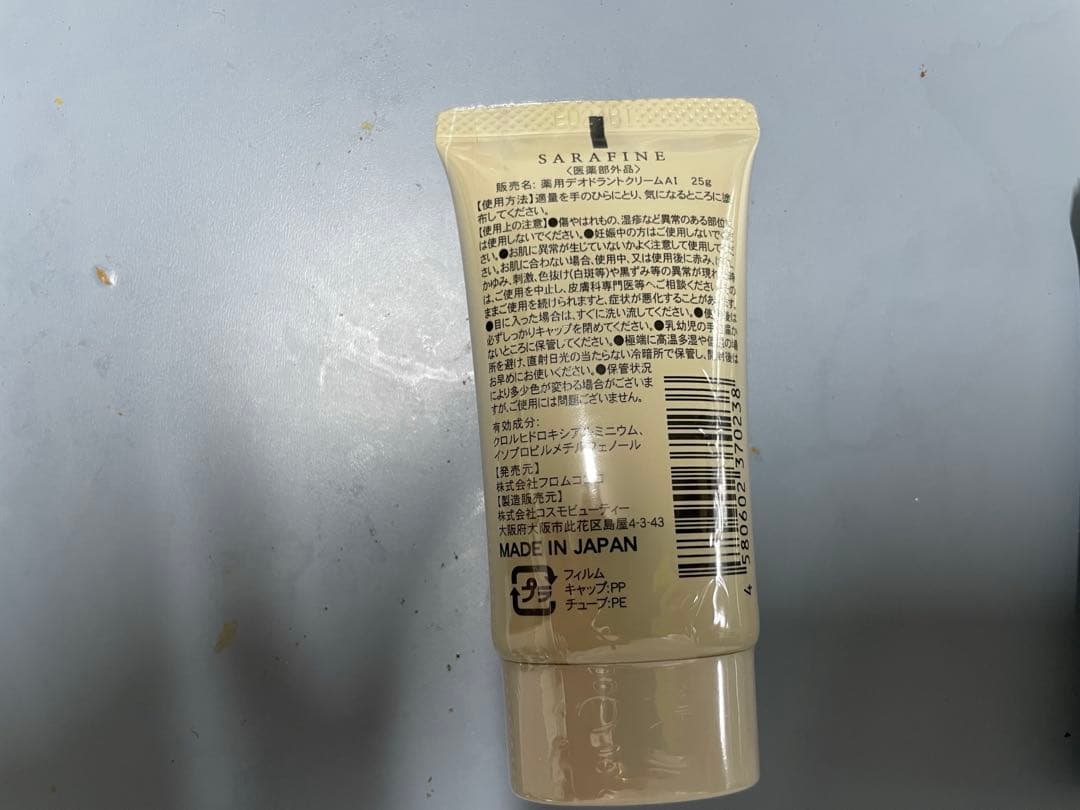 SARAFINE
〈医薬部外品〉
販売名: 薬用デオドラントクリームAI 25g
【使用方法】適量を手のひらにとり、気になるところに塗
布してください。
【使用上の注意】●傷やはれもの、湿疹など異常のある部位に
は使用しないでください。●妊娠中の方はご使用しないでくだ
さい。●お肌に異常が生じていないかよく注意して使用してくだ
さい。お肌に合わない場合、使用中、又は使用後に赤み、
かゆみ、刺激、色抜け(白斑等)や黒ずみ等の異常が現れ
は、ご使用を中止し、皮膚科専門医等へご相談ください。
ままご使用を続けられますと、症状が悪化することがあります。
●目に入った場合は、すぐに洗い流してください。●使用後は
必ずしっかりキャップを閉めてください。●乳幼児の手の届か
ないところに保管してください。●極端に高温多湿や低温の場
所を避け、直射日光の当たらない冷暗所で保管し、開封後は
お早めにお使いください。●保管状況
により多少色が変わる場合がございま
すが、ご使用には問題ございません。
有効成分:
クロルヒドロキシアルミニウム、
イソプロピルメチルフェノール
【発売元】
株式会社フロムココロ
【製造販売元】
株式会社コスモビューティー
大阪府大阪市此花区島屋4-3-43
MADE IN JAPAN
プラ
フィルム
キャップ:PP
チューブ:PE
4 580602 370238